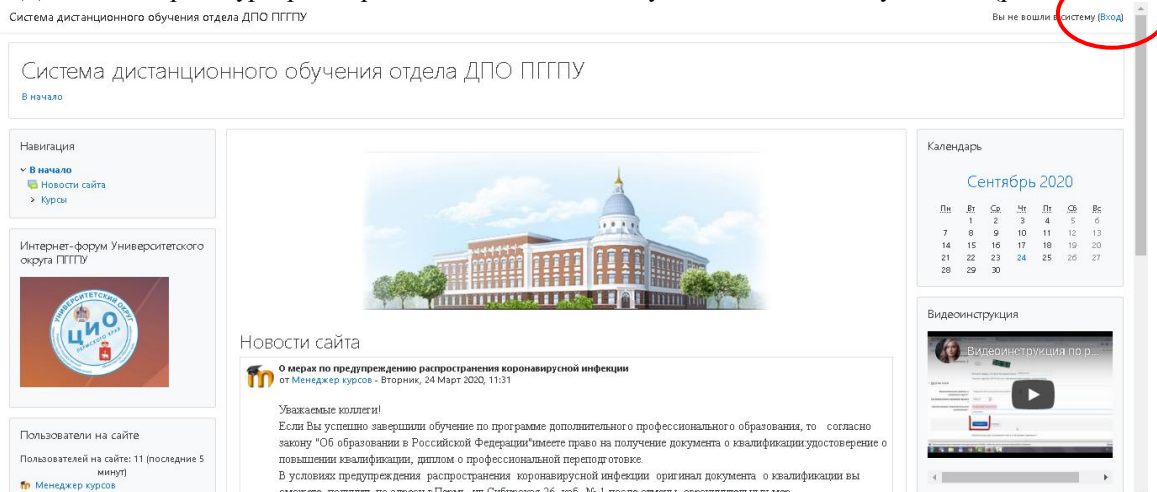 Система дистанционного обучения отдела ДПО ПГГПУ
Вы не вошли в систему (Вход)
Система дистанционного обучения отдела ДПО ПГГПУ
В начало
Навигация
В начало
Новости сайта
Курсы
Интернет-форум Университетского
округа ПГГПУ
УНИВЕРСИТЕТСКИЙ ОКРУГ
ЦИО
ПЕРМСКОГО КРАЯ
Пользователи на сайте
Пользователей на сайте: 11 (последние 5
минут)
Менеджер курсов
Новости сайта
О мерах по предупреждению распространения коронавирусной инфекции
от Менеджер курсов - Вторник, 24 Март 2020, 11:31
Уважаемые коллеги!
Если Вы успешно завершили обучение по программе дополнительного профессионального образования, то согласно
закону "Об образовании в Российской Федерации"имеете право на получение документа о квалификации:удостоверение о
повышении квалификации, диплом о профессиональной переподготовке.
В условиях предупреждения распространения коронавирусной инфекции оригинал документа о квалификации вы
Календарь
Сентябрь 2020
Пн Вт Ср Чт Пт Сб Вс
1 2 3 4 5 6
7 8 9 10 11 12 13
14 15 16 17 18 19 20
21 22 23 24 25 26 27
28 29 30
Видеоинструкция
Видеоинструкция по р...